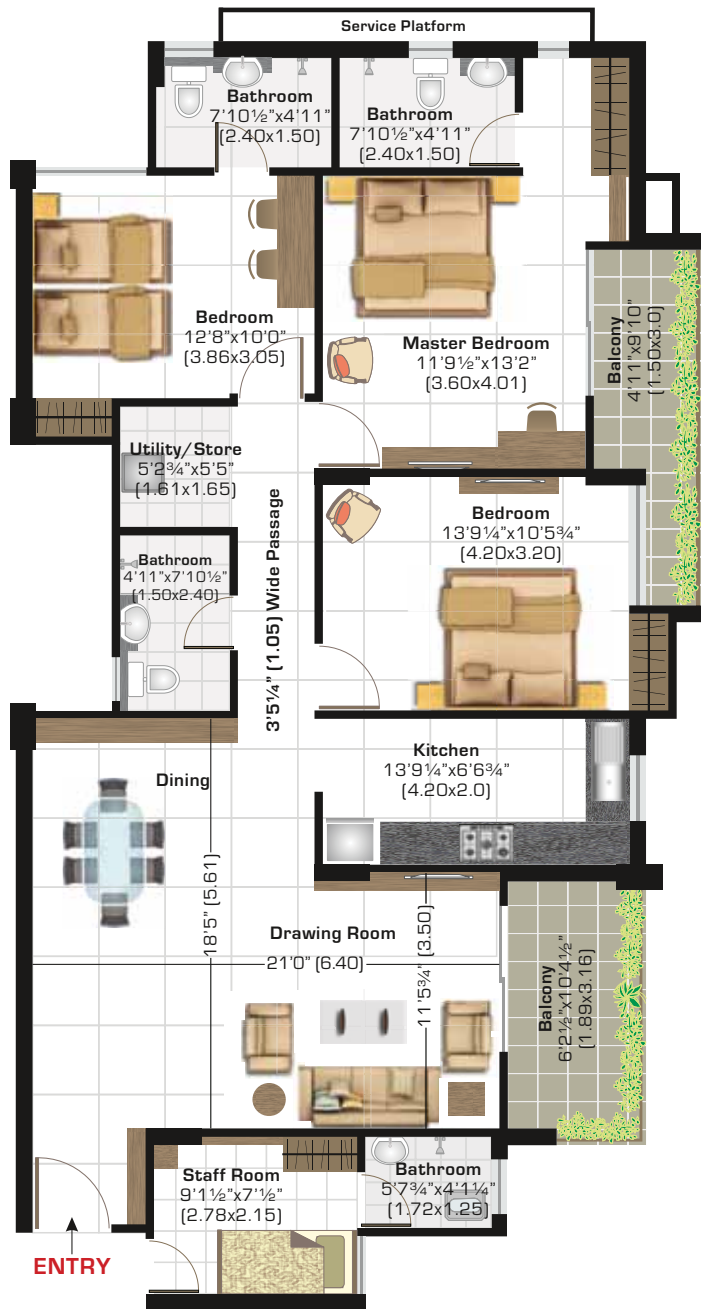 Service Platform
Bathroom
7'10½"x4'11"
(2.40x1.50)
Bathroom
7'10½"x4'11"
(2.40x1.50)
Bedroom
12'8"x10'0"
(3.86x3.05)
Master Bedroom
11'9½"x13'2"
(3.60x4.01)
Balcony
4'11"x9'10"
(1.50x3.0)
Utility/Store
5'2¾"x5'5"
(1.61x1.65)
Bedroom
13'9¼"x10'5¾"
(4.20x3.20)
Bathroom
4'11"x7'10½"
(1.50x2.40)
3'5¼" (1.05) Wide Passage
Kitchen
13'9¼"x6'6¾"
(4.20x2.0)
Dining
18'5" (5.61)
Drawing Room
21'0" (6.40)
11'5¾" (3.50)
Balcony
6'2½"x10'4½"
(1.89x3.16)
Staff Room
9'1½"x7'½"
(2.78x2.15)
Bathroom
5'7¾"x4'1¼"
(1.72x1.25)
ENTRY